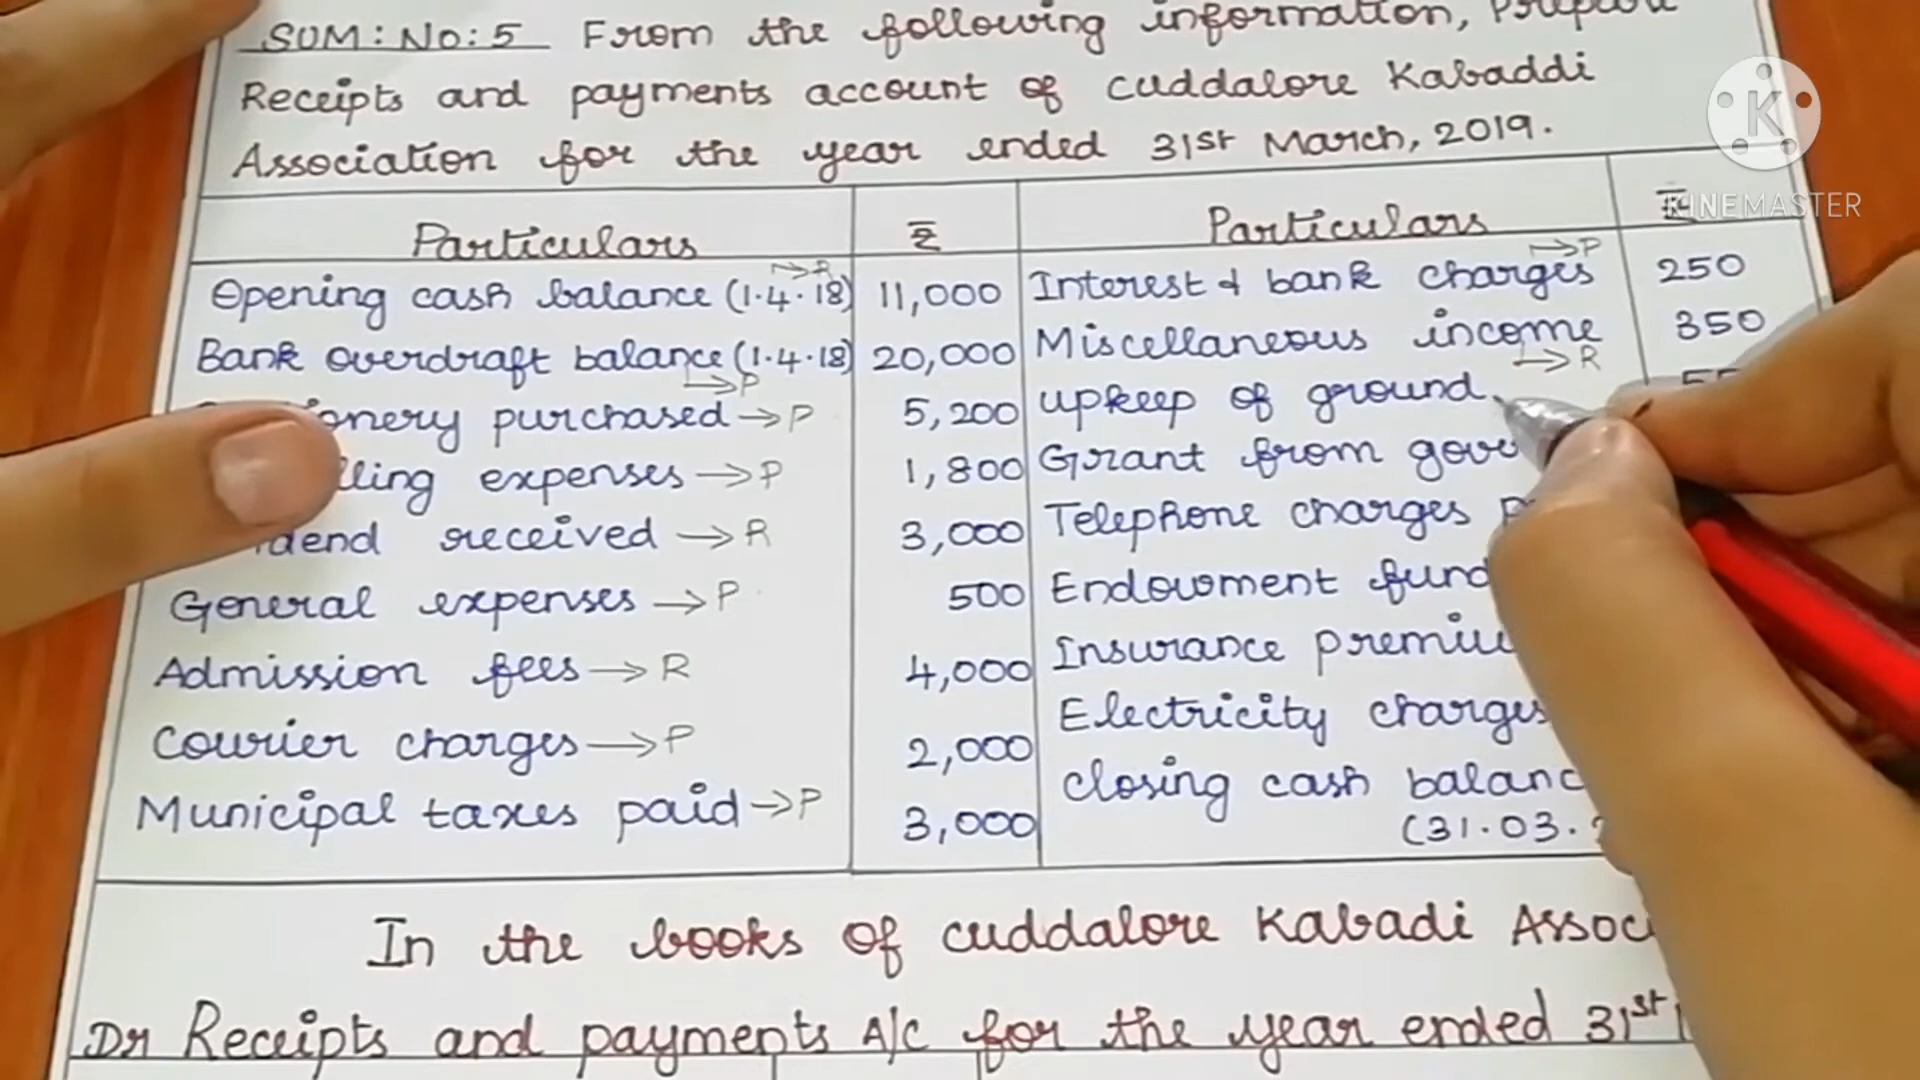 SUM: No: 5 From the following information, Prepare
Receipts and payments account of cuddalore Kabaddi
Association for the year ended 31st March, 2019.
Particulars ₹ Particulars ₹
Opening cash balance (1.4.18) → R 11,000 Interest & bank charges → P 250
Bank overdraft balance (1.4.18) → P 20,000 Miscellaneous income → R 350
purchased → P 5,200 upkeep of ground
expenses → P 1,800 Grant from
received → R 3,000 Telephone charges
General expenses → P 500 Endowment fund
Admission fees → R 4,000 Insurance
Courier charges → P 2,000 Electricity charges
Municipal taxes paid → P 3,000 closing cash
(31.03.
In the books of cuddalore Kabadi
Dr Receipts and payments A/c for the year ended 31st
K
KINEMASTER